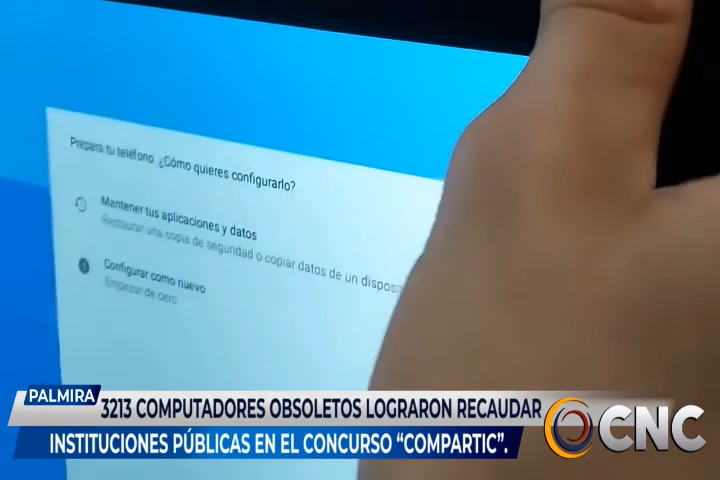 Prepara tu teléfono. ¿Cómo quieres configurarlo?
Mantener tus aplicaciones y datos
Restaurar una copia de seguridad o copiar datos de un dispos
Configurar como nuevo
Empezar de cero
PALMIRA
3213 COMPUTADORES OBSOLETOS LOGRARON RECAUDAR
INSTITUCIONES PÚBLICAS EN EL CONCURSO “COMPARTIC”.
CNC